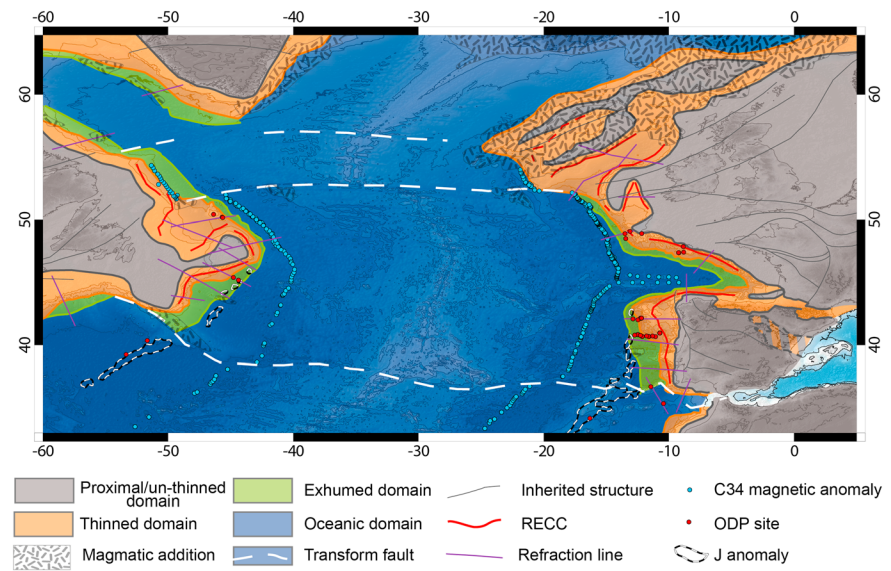 -60 -50 -40 -30 -20 -10 0
60 60
50 50
40 40
-60 -50 -40 -30 -20 -10 0
Proximal/un-thinned
domain
Exhumed domain
Inherited structure
C34 magnetic anomaly
Thinned domain
Oceanic domain
RECC
ODP site
Magmatic addition
Transform fault
Refraction line
J anomaly